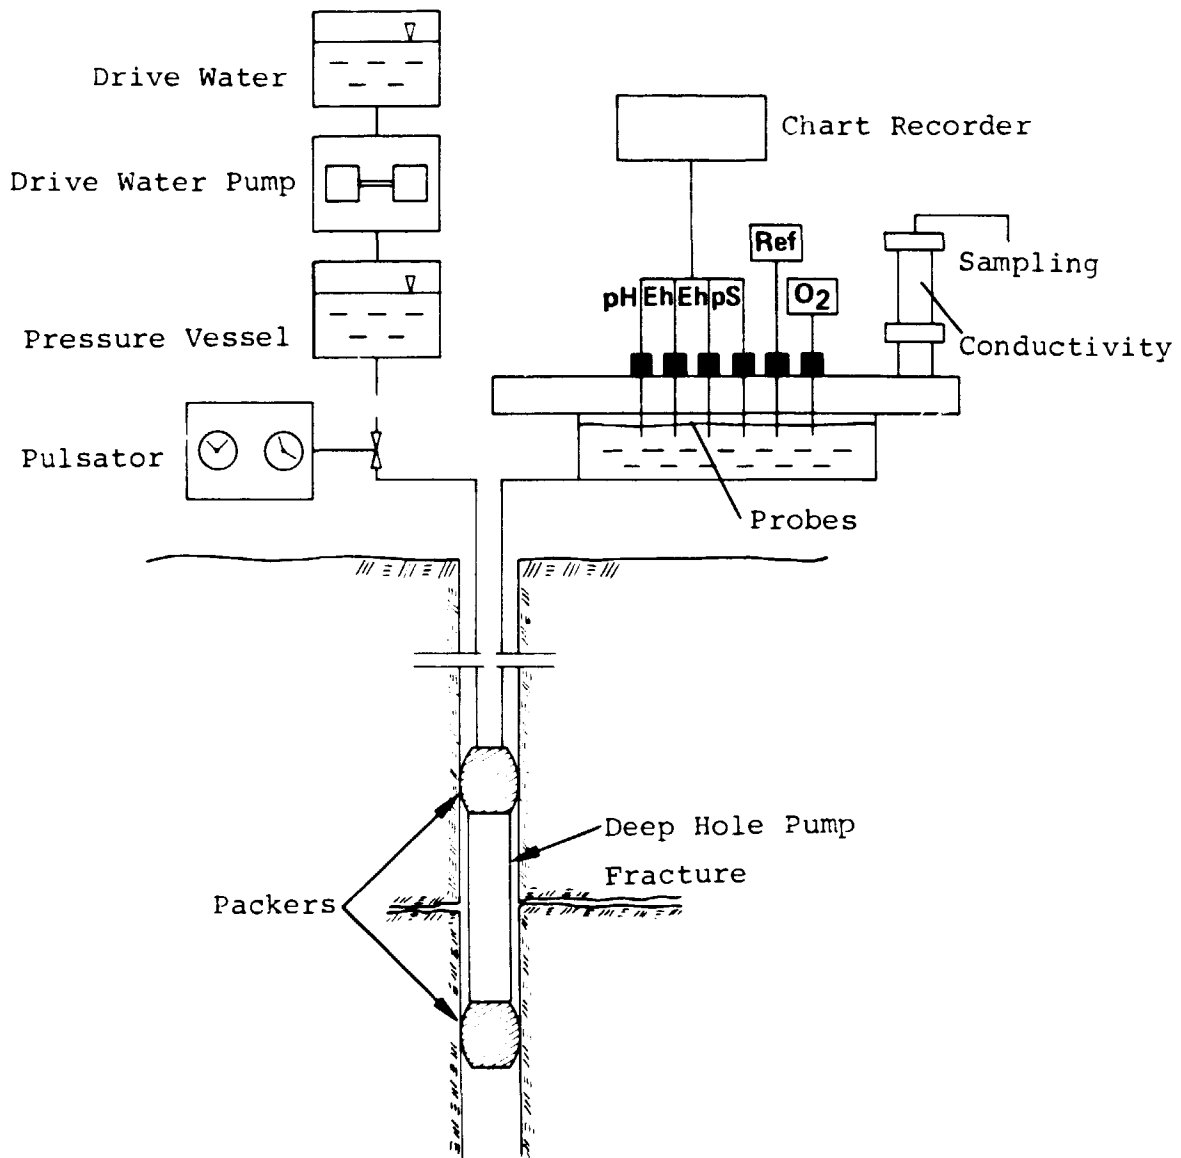 Drive Water
Chart Recorder
Drive Water Pump
Ref
Sampling
pH Eh Eh pS
O2
Pressure Vessel
Conductivity
Pulsator
Probes
Deep Hole Pump
Fracture
Packers